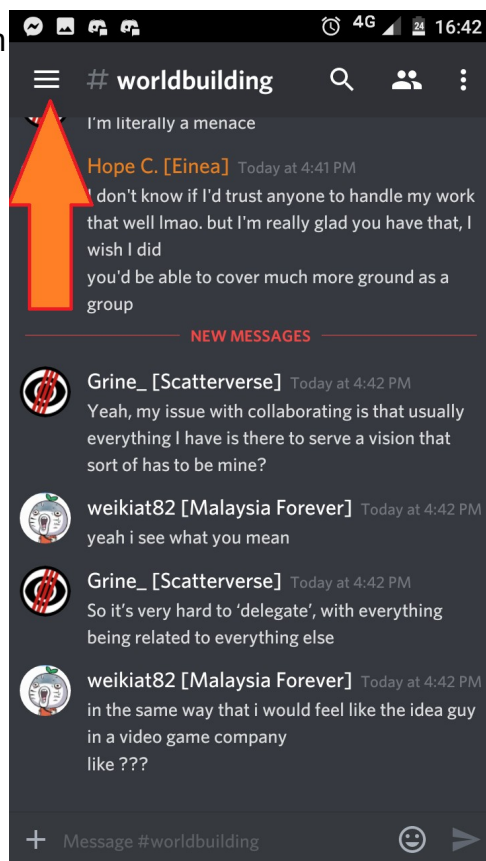 n
4G 24 16:42
# worldbuilding
I'm literally a menace
Hope C. [Einea] Today at 4:41 PM
I don't know if I'd trust anyone to handle my work
that well lmao. but I'm really glad you have that, I
wish I did
you'd be able to cover much more ground as a
group
NEW MESSAGES
Grine_ [Scatterverse] Today at 4:42 PM
Yeah, my issue with collaborating is that usually
everything I have is there to serve a vision that
sort of has to be mine?
weikiat82 [Malaysia Forever] Today at 4:42 PM
yeah i see what you mean
Grine_ [Scatterverse] Today at 4:42 PM
So it’s very hard to ‘delegate’, with everything
being related to everything else
weikiat82 [Malaysia Forever] Today at 4:42 PM
in the same way that i would feel like the idea guy
in a video game company
like ???
+ Message #worldbuilding